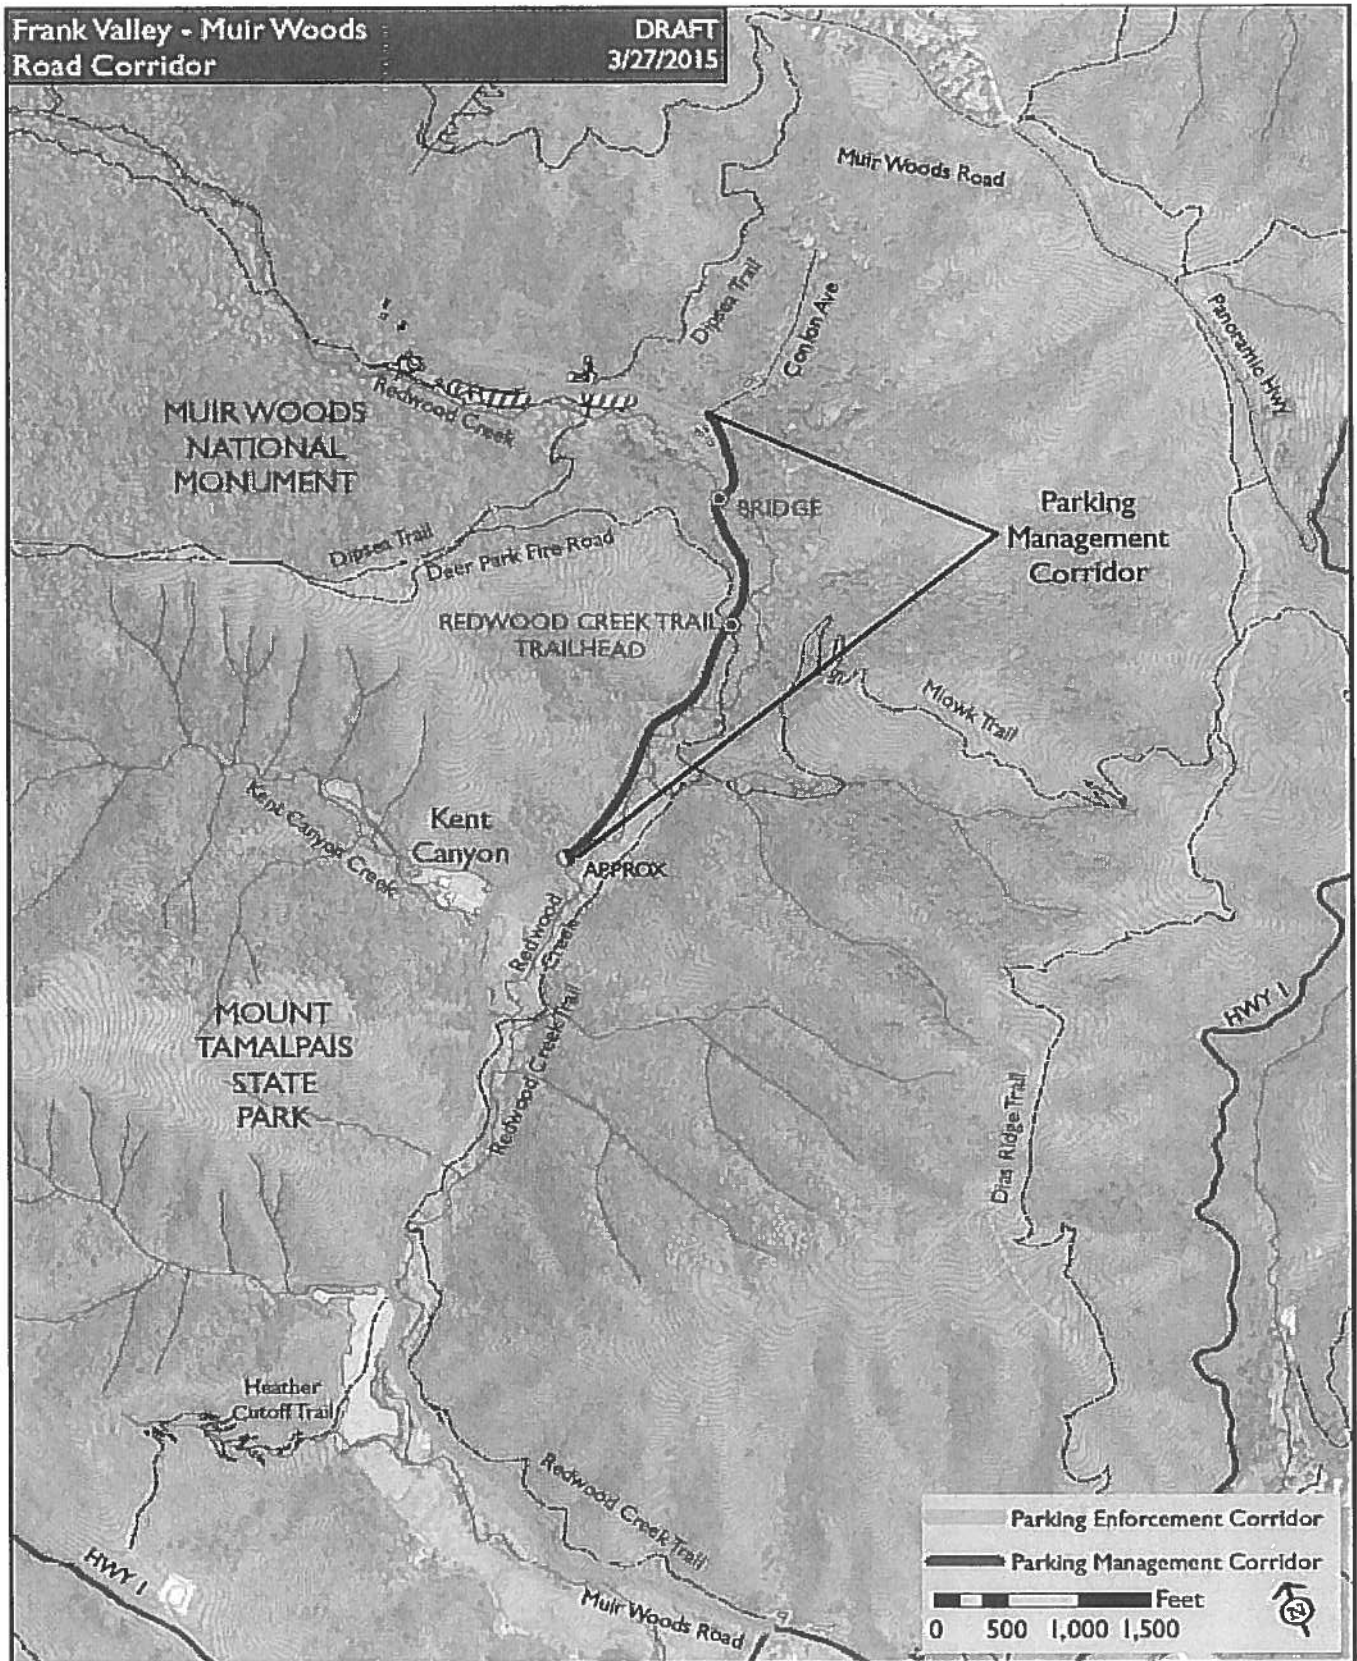 Frank Valley - Muir Woods
Road Corridor
DRAFT
3/27/2015
Muir Woods Road
Dipsea Trail
Conlon Ave
Panoramic Hwy
Redwood Creek
MUIR WOODS
NATIONAL
MONUMENT
BRIDGE
Parking
Management
Corridor
Dipsea Trail
Deer Park Fire Road
REDWOOD CREEK TRAIL
TRAILHEAD
Miowk Trail
Kent Canyon Creek
Kent
Canyon
APPROX
Redwood
Creek
Redwood Creek Trail
MOUNT
TAMALPAIS
STATE
PARK
HWY 1
Dias Ridge Trail
Heather
Cutoff Trail
Redwood Creek Trail
HWY 1
Muir Woods Road
Parking Enforcement Corridor
Parking Management Corridor
Feet
0 500 1,000 1,500
N